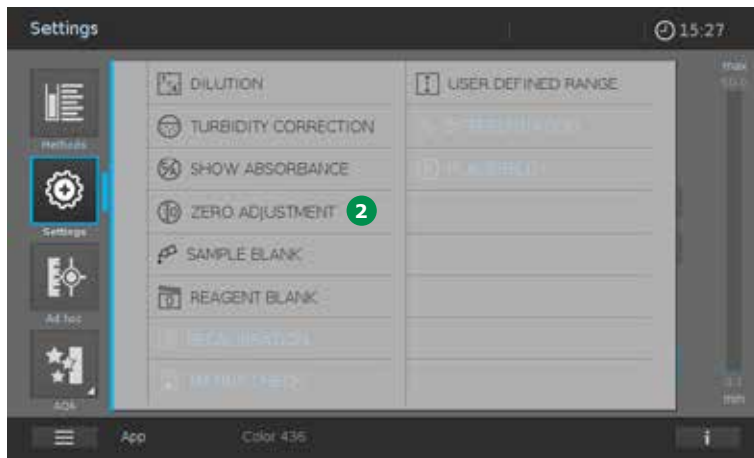 Settings
15:27
Methods
Settings
Ad hoc
AQA
DILUTION
TURBIDITY CORRECTION
SHOW ABSORBANCE
ZERO ADJUSTMENT 2
SAMPLE BLANK
REAGENT BLANK
RECALIBRATION
USER DEFINED RANGE
max
min
App
Color 436
i